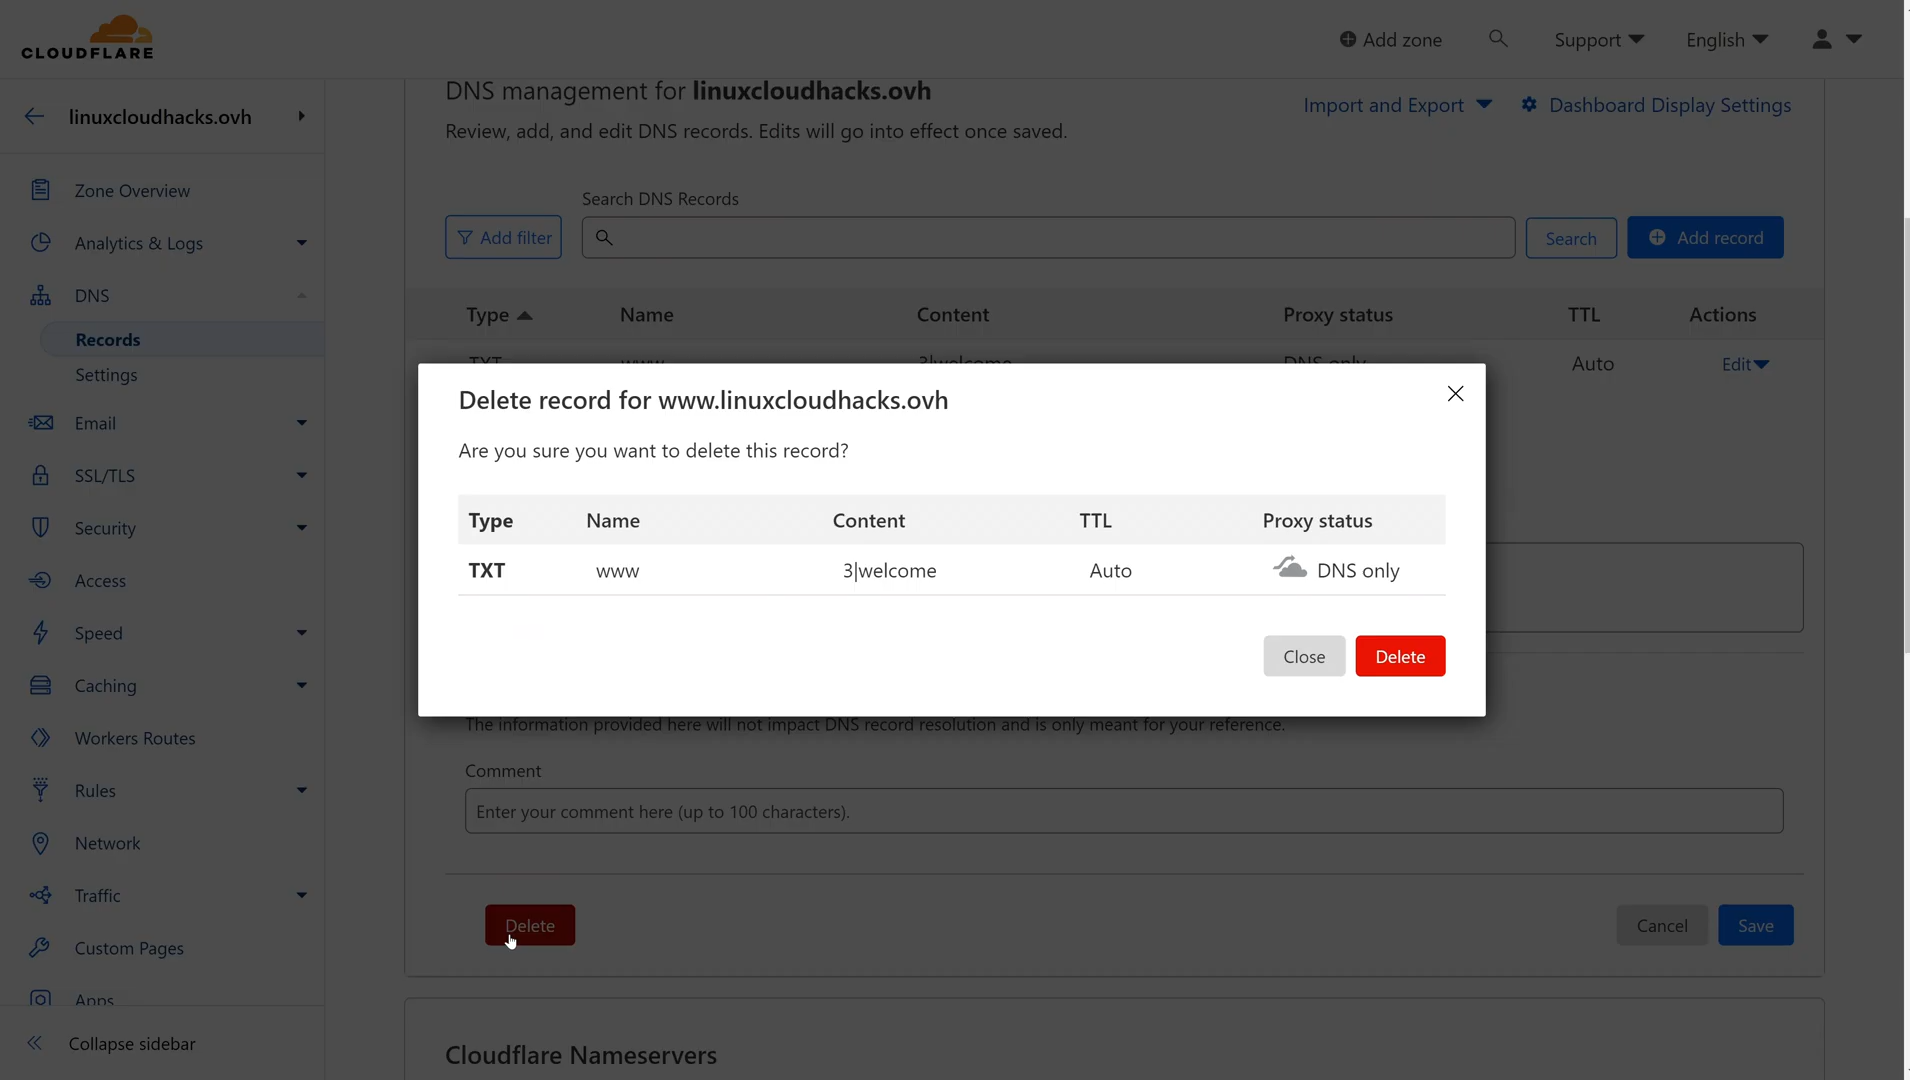 CLOUDFLARE
Add zone
Support
English
linuxcloudhacks.ovh
Zone Overview
Analytics & Logs
DNS
Records
Settings
Email
SSL/TLS
Security
Access
Speed
Caching
Workers Routes
Rules
Network
Traffic
Custom Pages
Apps
Collapse sidebar
DNS management for linuxcloudhacks.ovh
Review, add, and edit DNS records. Edits will go into effect once saved.
Import and Export
Dashboard Display Settings
Search DNS Records
Add filter
Search
Add record
Type Name Content Proxy status TTL Actions
TXT www 3|welcome DNS only Auto Edit
Delete record for www.linuxcloudhacks.ovh
Are you sure you want to delete this record?
Type Name Content TTL Proxy status
TXT www 3|welcome Auto DNS only
Close
Delete
The information provided here will not impact DNS record resolution and is only meant for your reference.
Comment
Enter your comment here (up to 100 characters).
Delete
Cancel
Save
Cloudflare Nameservers